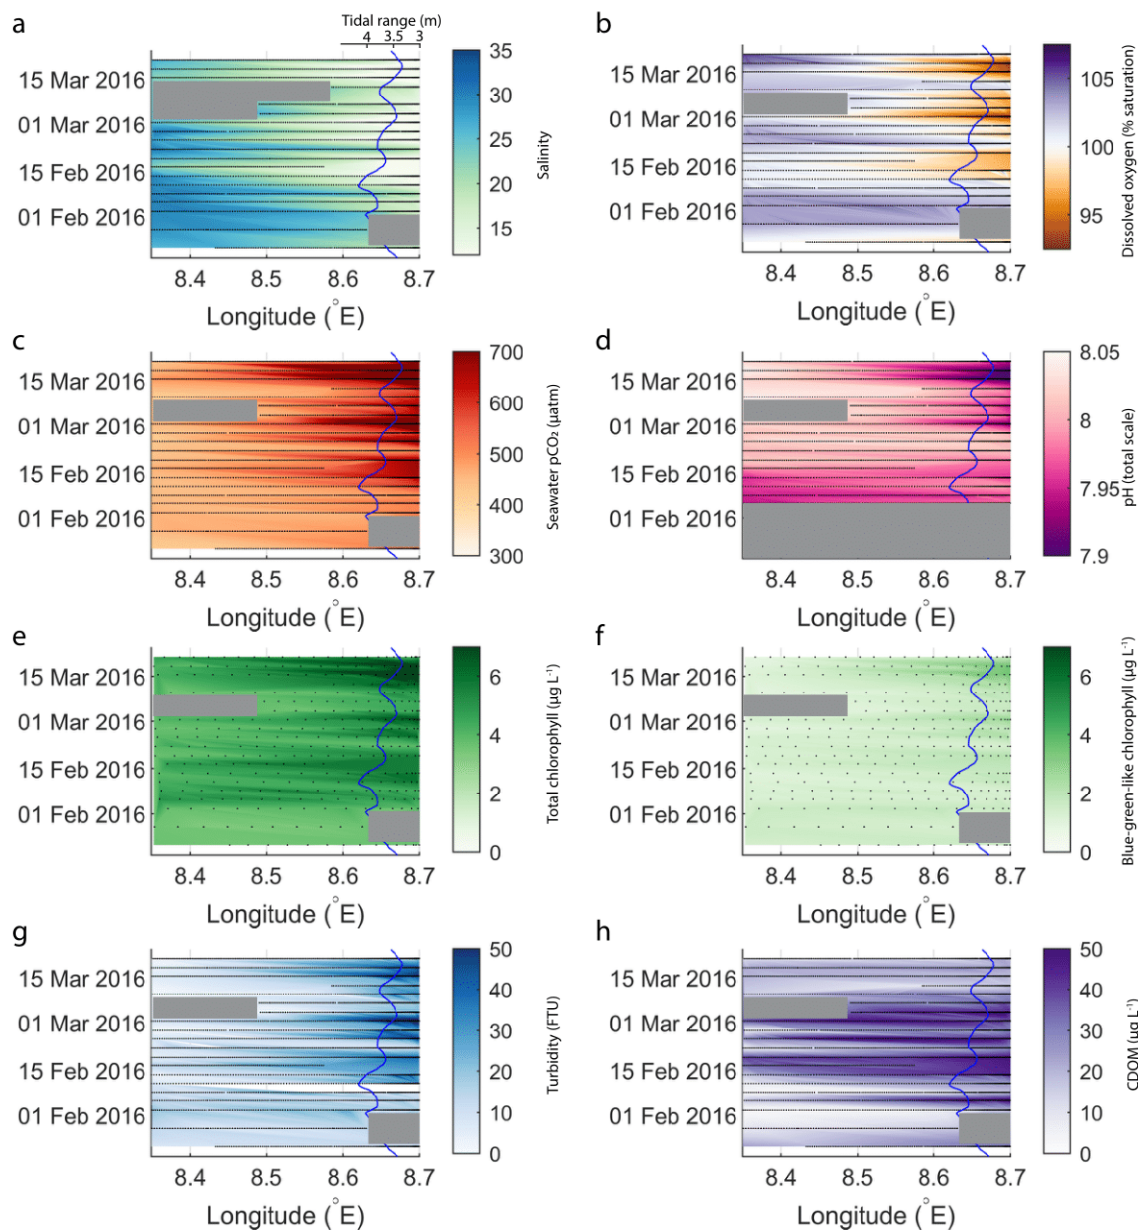 a
Tidal range (m)
4 3.5 3
15 Mar 2016
01 Mar 2016
15 Feb 2016
01 Feb 2016
8.4 8.5 8.6 8.7
Longitude (°E)
35
30
25
20
15
Salinity
b
15 Mar 2016
01 Mar 2016
15 Feb 2016
01 Feb 2016
8.4 8.5 8.6 8.7
Longitude (°E)
105
100
95
Dissolved oxygen (% saturation)
c
15 Mar 2016
01 Mar 2016
15 Feb 2016
01 Feb 2016
8.4 8.5 8.6 8.7
Longitude (°E)
700
600
500
400
300
Seawater pCO₂ (µatm)
d
15 Mar 2016
01 Mar 2016
15 Feb 2016
01 Feb 2016
8.4 8.5 8.6 8.7
Longitude (°E)
8.05
8
7.95
7.9
pH (total scale)
e
15 Mar 2016
01 Mar 2016
15 Feb 2016
01 Feb 2016
8.4 8.5 8.6 8.7
Longitude (°E)
6
4
2
0
Total chlorophyll (µg L⁻¹)
f
15 Mar 2016
01 Mar 2016
15 Feb 2016
01 Feb 2016
8.4 8.5 8.6 8.7
Longitude (°E)
6
4
2
0
Blue-green-like chlorophyll (µg L⁻¹)
g
15 Mar 2016
01 Mar 2016
15 Feb 2016
01 Feb 2016
8.4 8.5 8.6 8.7
Longitude (°E)
50
40
30
20
10
0
Turbidity (FTU)
h
15 Mar 2016
01 Mar 2016
15 Feb 2016
01 Feb 2016
8.4 8.5 8.6 8.7
Longitude (°E)
50
40
30
20
10
0
CDOM (µg L⁻¹)